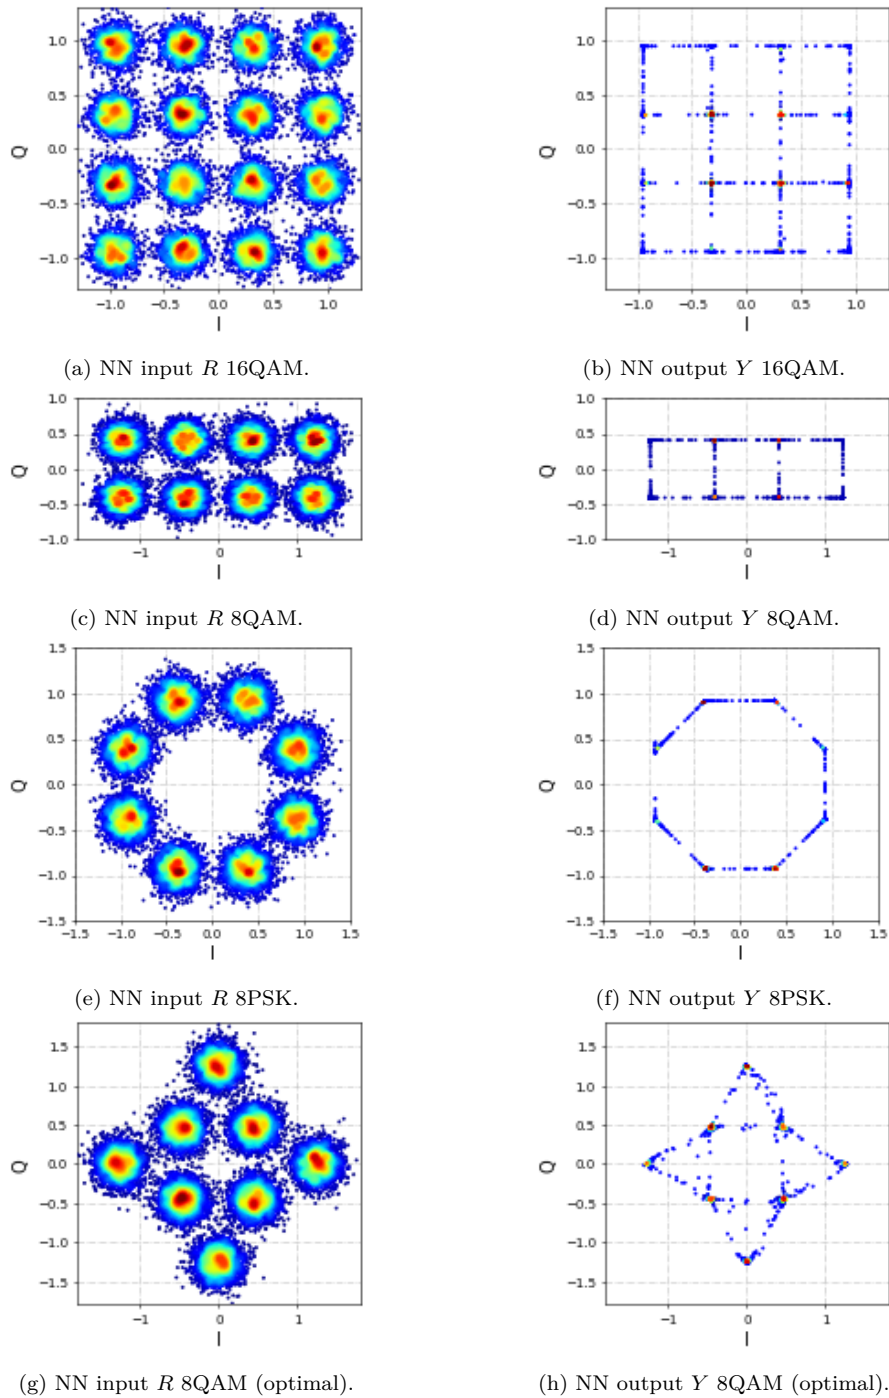 1.0
0.5
0.0
−0.5
−1.0
Q
−1.0 −0.5 0.0 0.5 1.0
I
1.0
0.5
0.0
−0.5
−1.0
Q
−1.0 −0.5 0.0 0.5 1.0
I
(a) NN input R 16QAM.
(b) NN output Y 16QAM.
1.0
0.5
0.0
−0.5
−1.0
Q
−1 0 1
I
1.0
0.5
0.0
−0.5
−1.0
Q
−1 0 1
I
(c) NN input R 8QAM.
(d) NN output Y 8QAM.
1.5
1.0
0.5
0.0
−0.5
−1.0
−1.5
Q
−1.5 −1.0 −0.5 0.0 0.5 1.0 1.5
I
1.5
1.0
0.5
0.0
−0.5
−1.0
−1.5
Q
−1.5 −1.0 −0.5 0.0 0.5 1.0 1.5
I
(e) NN input R 8PSK.
(f) NN output Y 8PSK.
1.5
1.0
0.5
0.0
−0.5
−1.0
−1.5
Q
−1 0 1
I
1.5
1.0
0.5
0.0
−0.5
−1.0
−1.5
Q
−1 0 1
I
(g) NN input R 8QAM (optimal).
(h) NN output Y 8QAM (optimal).